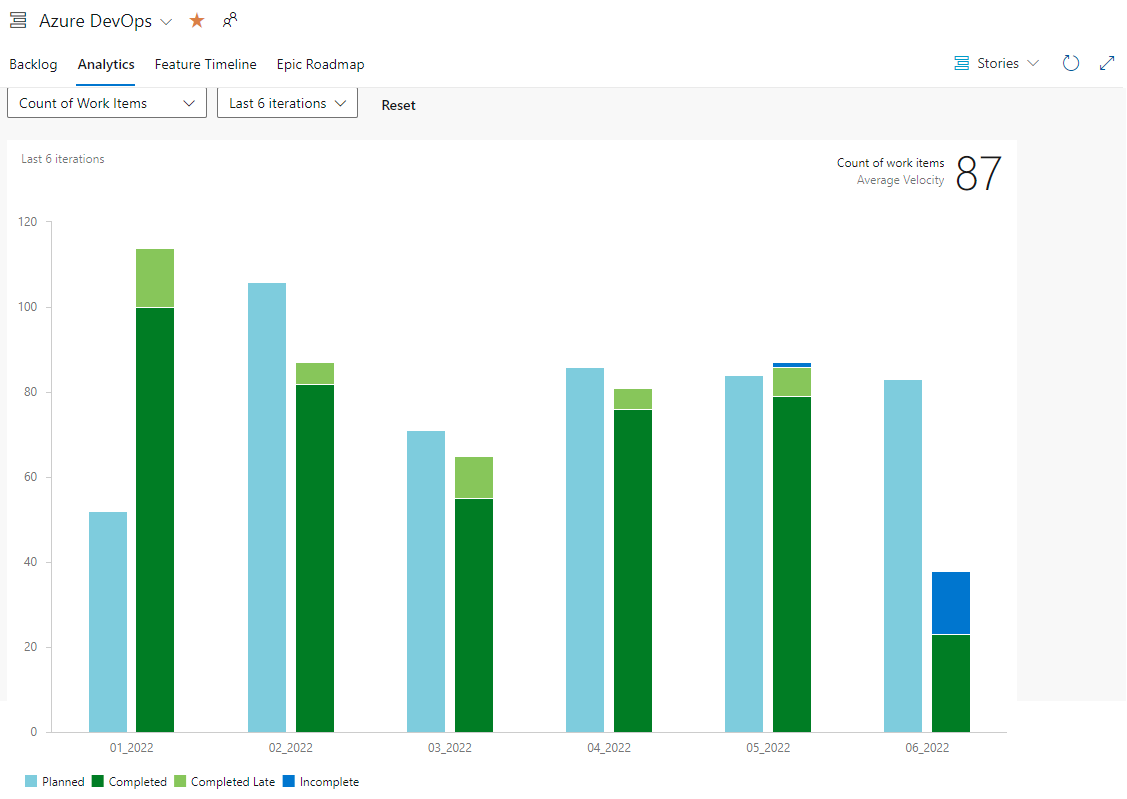 Azure DevOps
Backlog Analytics Feature Timeline Epic Roadmap Stories
Count of Work Items Last 6 iterations Reset
Last 6 iterations
Count of work items
Average Velocity
87
120
100
80
60
40
20
0
01_2022 02_2022 03_2022 04_2022 05_2022 06_2022
Planned Completed Completed Late Incomplete